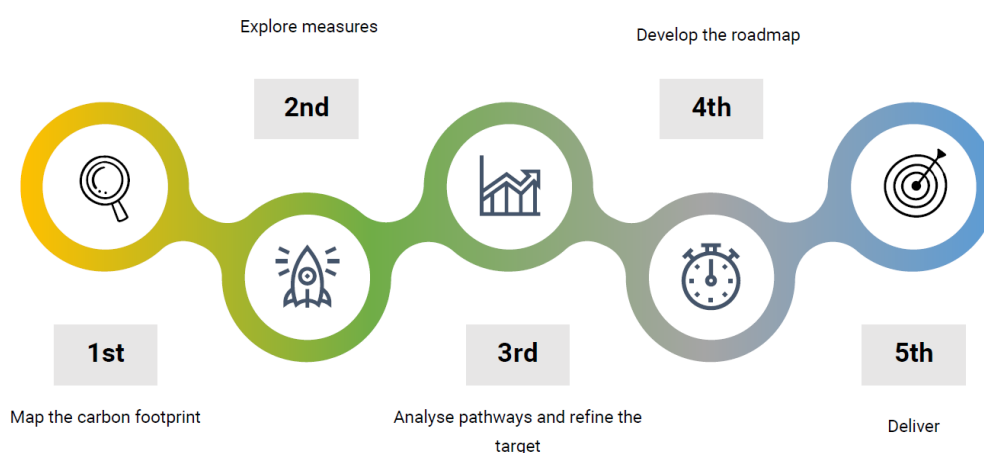 1st
Map the carbon footprint
Explore measures
2nd
3rd
Analyse pathways and refine the
target
Develop the roadmap
4th
5th
Deliver